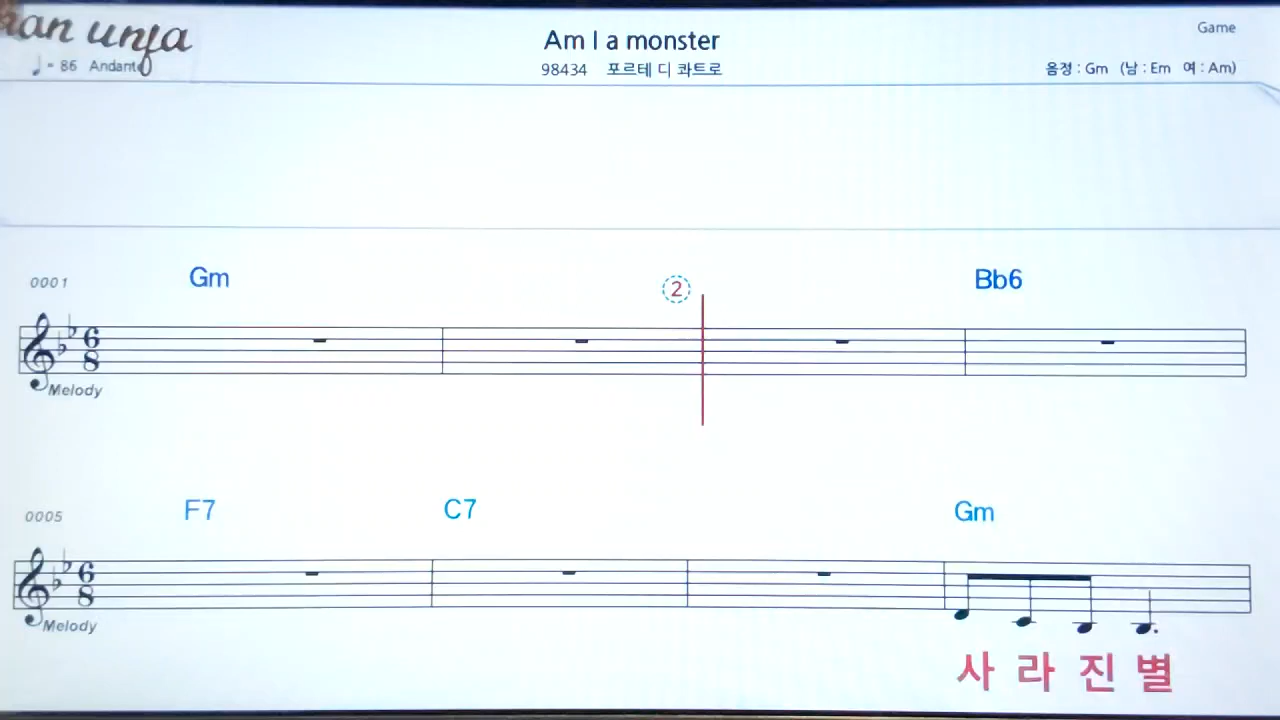 an unja
Am I a monster
Game
♩ = 86 Andante
98434 포르테 디 콰트로
음정 : Gm (남 : Em 여 : Am)
0001 Gm ② Bb6
6
8
Melody
0005 F7 C7 Gm
6
8
Melody
사 라 진 별